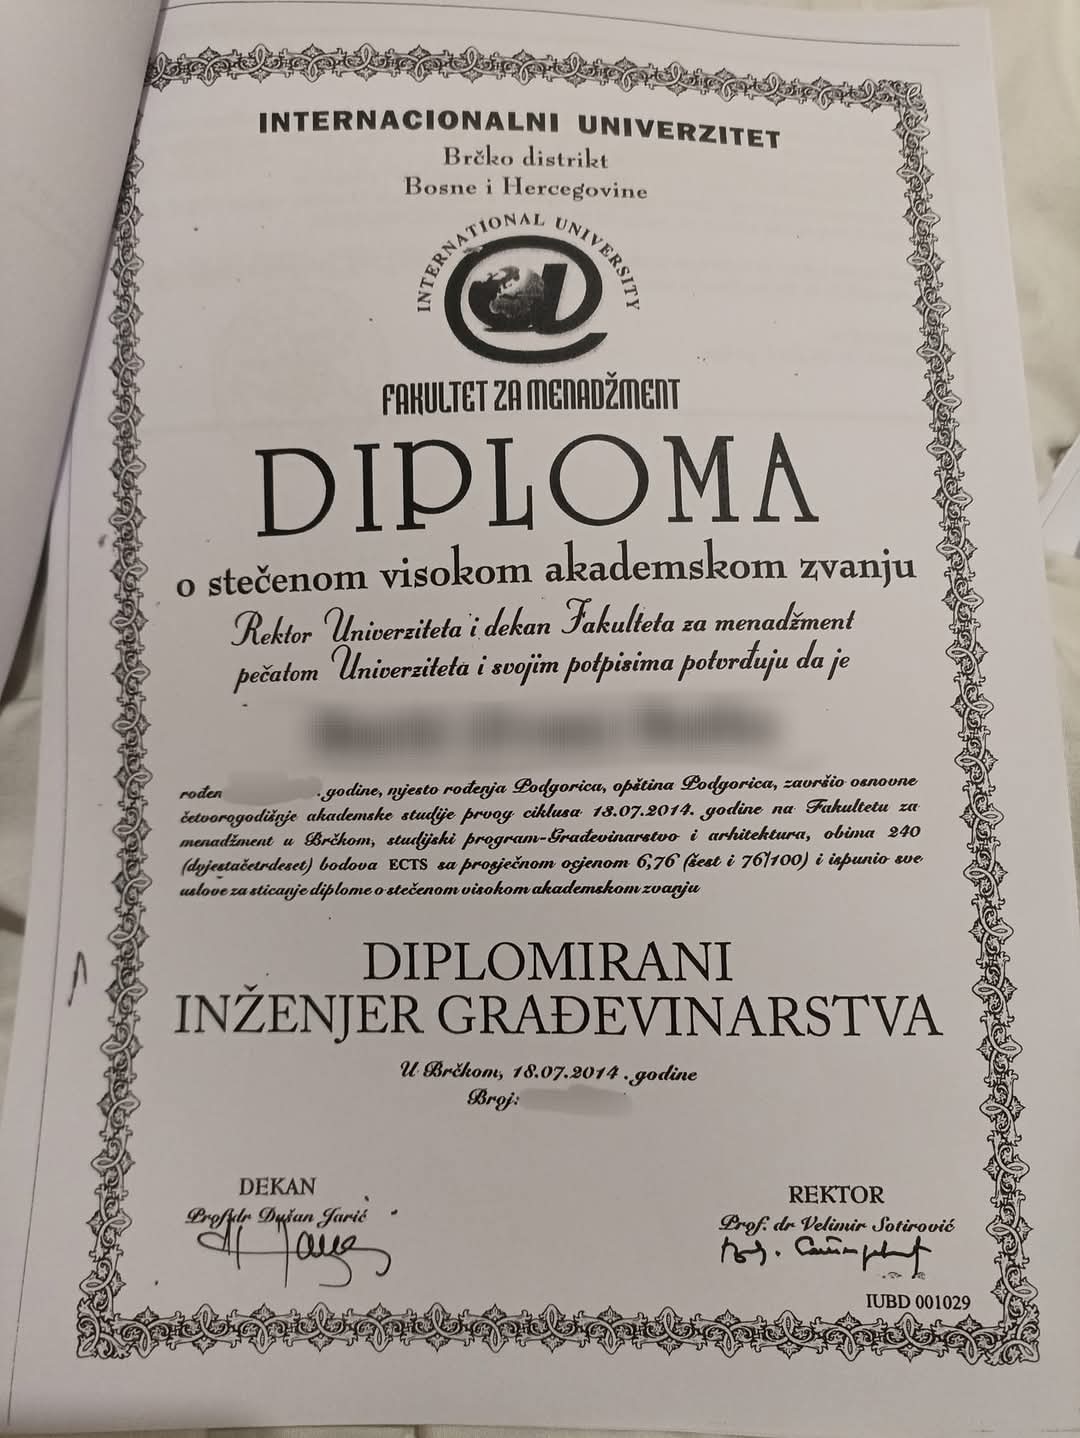 INTERNACIONALNI UNIVERZITET
Brčko distrikt
Bosne i Hercegovine
INTERNATIONAL UNIVERSITY
FAKULTET ZA MENADŽMENT
DIPLOMA
o stečenom visokom akademskom zvanju
Rektor Univerziteta i dekan Fakulteta za menadžment
pečatom Univerziteta i svojim potpisima potvrđuju da je
rođen .godine, mjesto rođenja Podgorica, opština Podgorica, završio osnovne
četvorogodišnje akademske studije prvog ciklusa 18.07.2014. godine na Fakultetu za
menadžment u Brčkom, studijski program-Građevinarstvo i arhitektura, obima 240
(dvjestačetrdeset) bodova ECTS sa prosječnom ocjenom 6,76 (šest i 76/100) i ispunio sve
uslove za sticanje diplome o stečenom visokom akademskom zvanju
DIPLOMIRANI
INŽENJER GRAĐEVINARSTVA
U Brčkom, 18.07.2014. godine
Broj:
DEKAN
Prof.dr Dušan Jarić
REKTOR
Prof. dr Velimir Sotirović
IUBD 001029